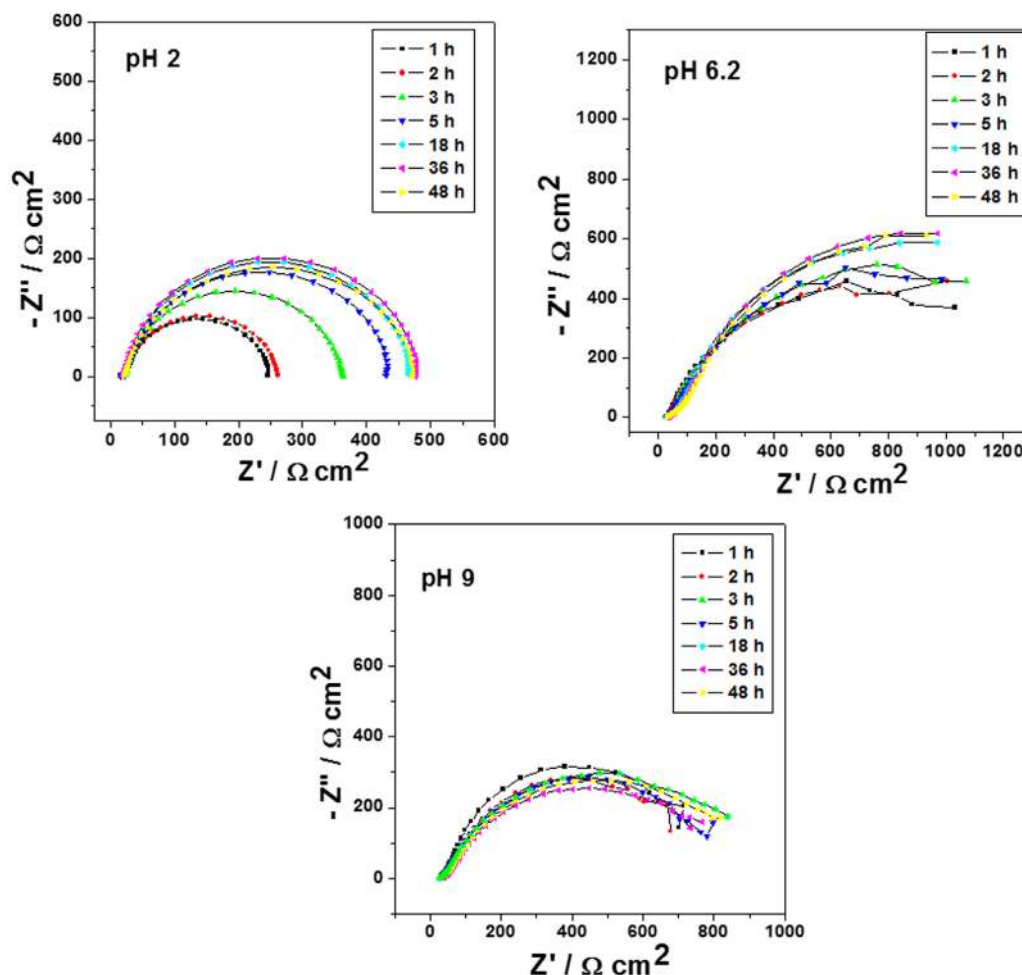 600
500
400
300
200
100
0
- Z'' / Ω cm²
pH 2
1 h
2 h
3 h
5 h
18 h
36 h
48 h
0 100 200 300 400 500 600
Z' / Ω cm²
1200
1000
800
600
400
200
0
- Z'' / Ω cm²
pH 6.2
1 h
2 h
3 h
5 h
18 h
36 h
48 h
0 200 400 600 800 1000 1200
Z' / Ω cm²
1000
800
600
400
200
0
- Z'' / Ω cm²
pH 9
1 h
2 h
3 h
5 h
18 h
36 h
48 h
0 200 400 600 800 1000
Z' / Ω cm²